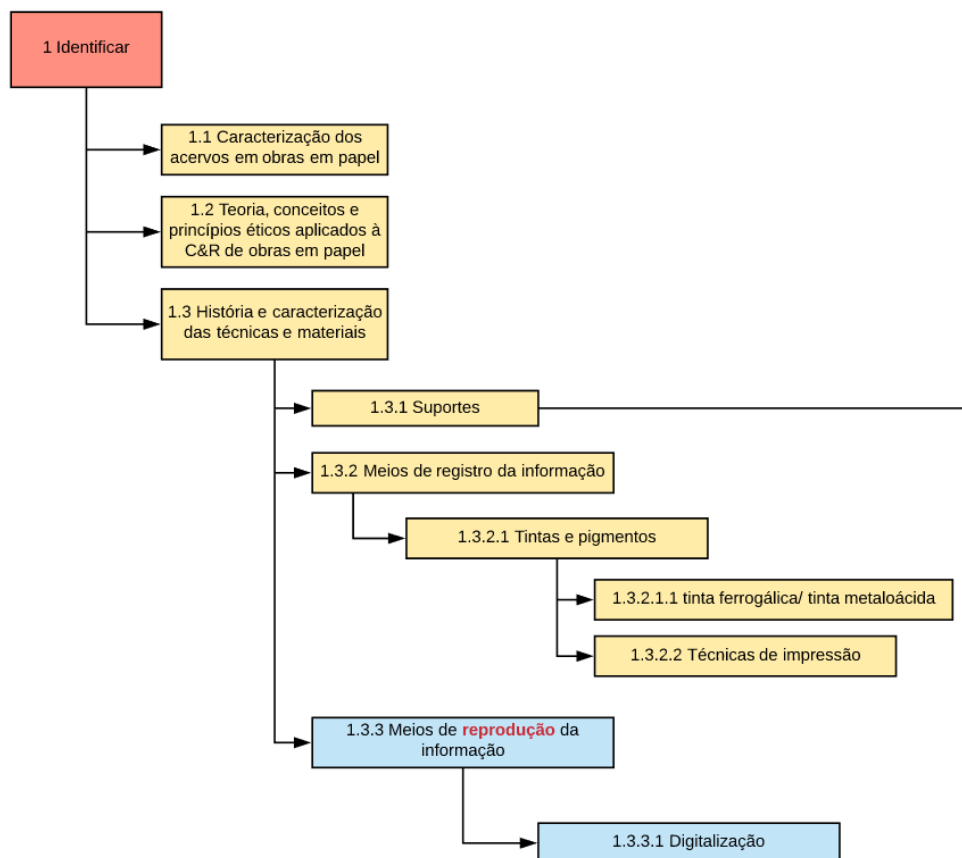 1 Identificar
1.1 Caracterização dos
acervos em obras em papel
1.2 Teoria, conceitos e
princípios éticos aplicados à
C&R de obras em papel
1.3 História e caracterização
das técnicas e materiais
1.3.1 Suportes
1.3.2 Meios de registro da informação
1.3.2.1 Tintas e pigmentos
1.3.2.1.1 tinta ferrogálica/ tinta metaloácida
1.3.2.2 Técnicas de impressão
1.3.3 Meios de reprodução da
informação
1.3.3.1 Digitalização